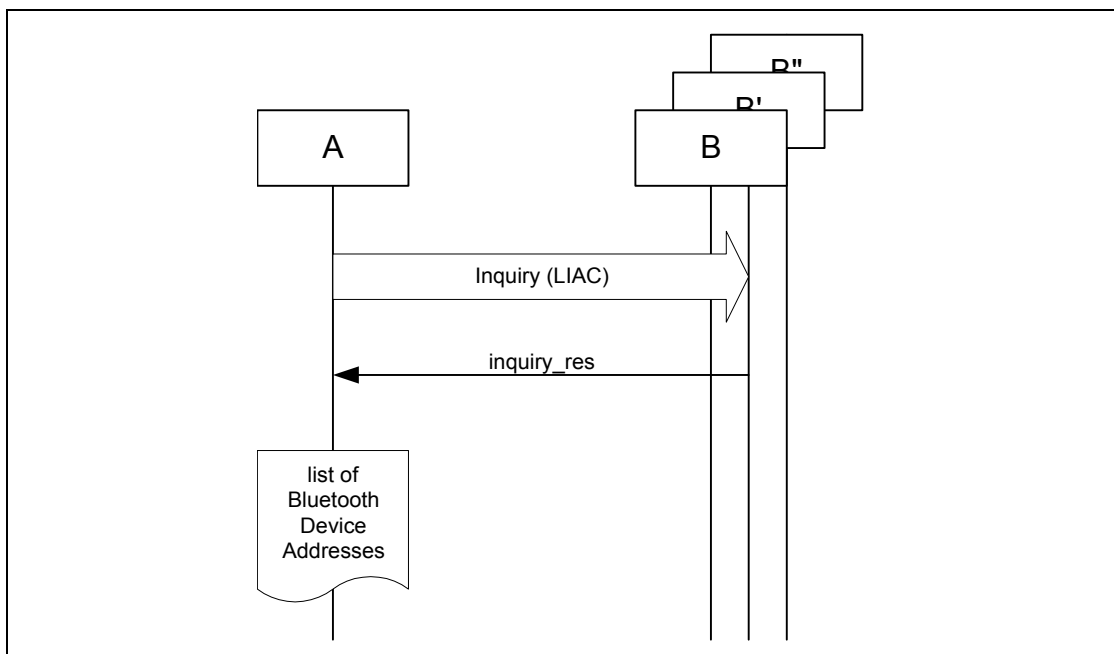 B"
B'
A
B
Inquiry (LIAC)
inquiry_res
list of
Bluetooth
Device
Addresses